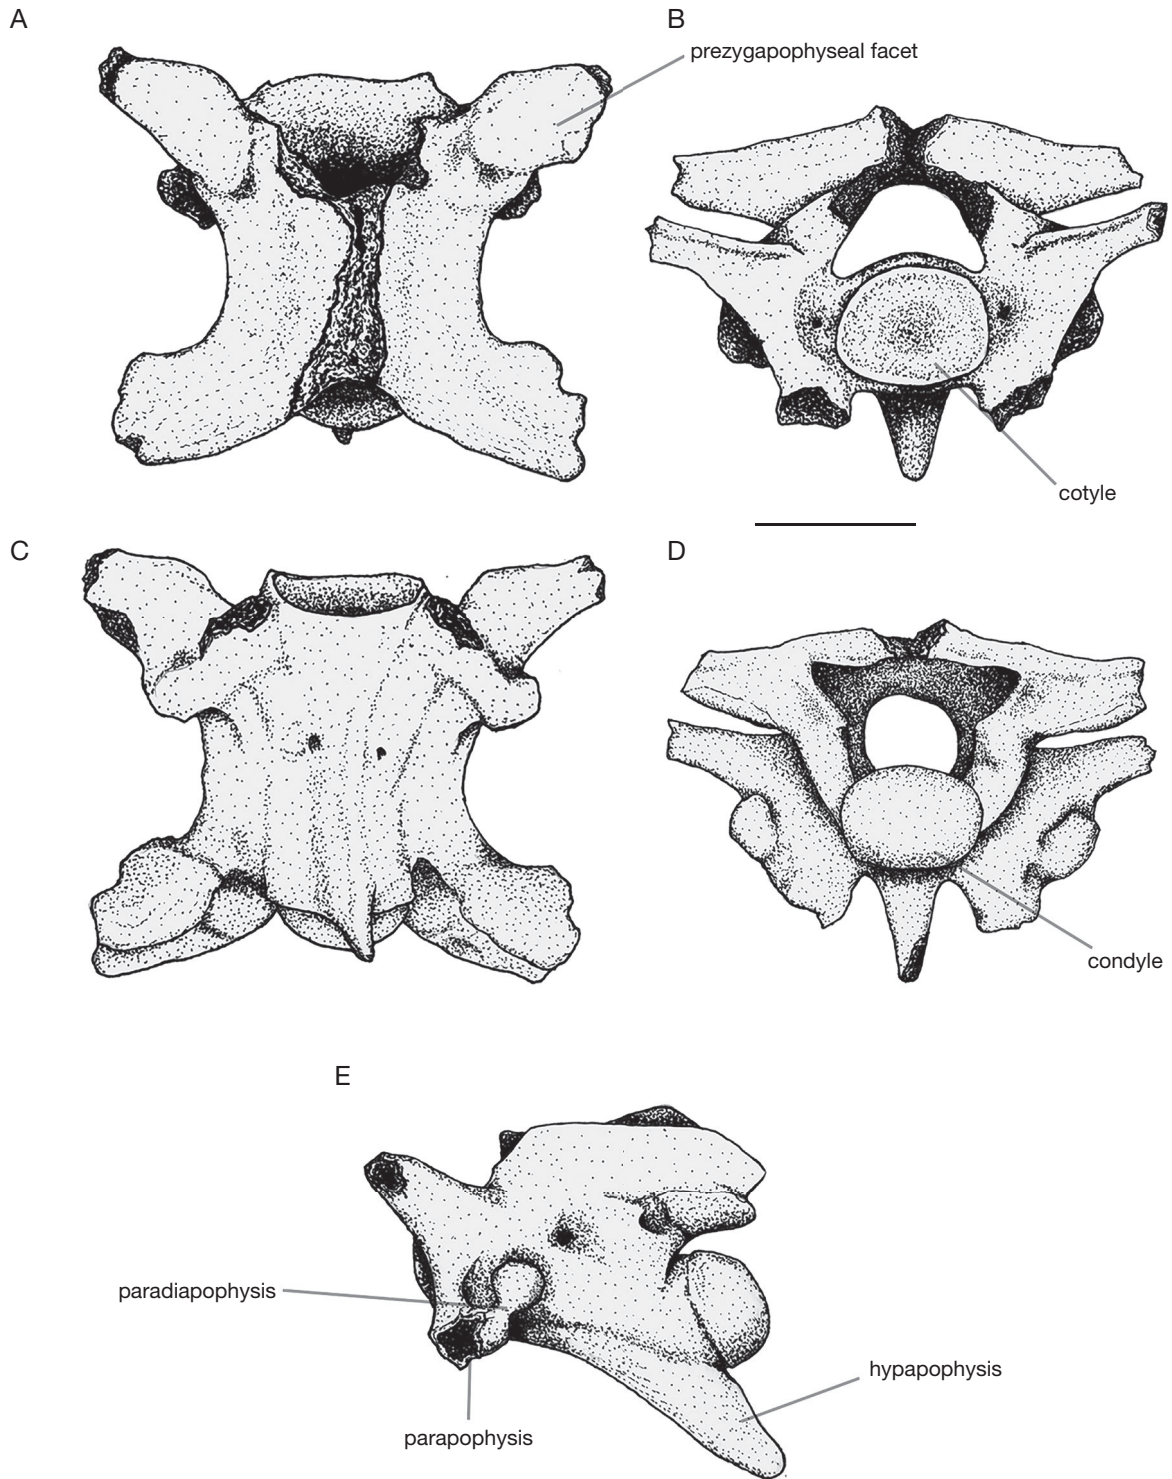 A
B
prezygapophyseal facet
cotyle
C
D
condyle
E
paradiapophysis
hypapophysis
parapophysis